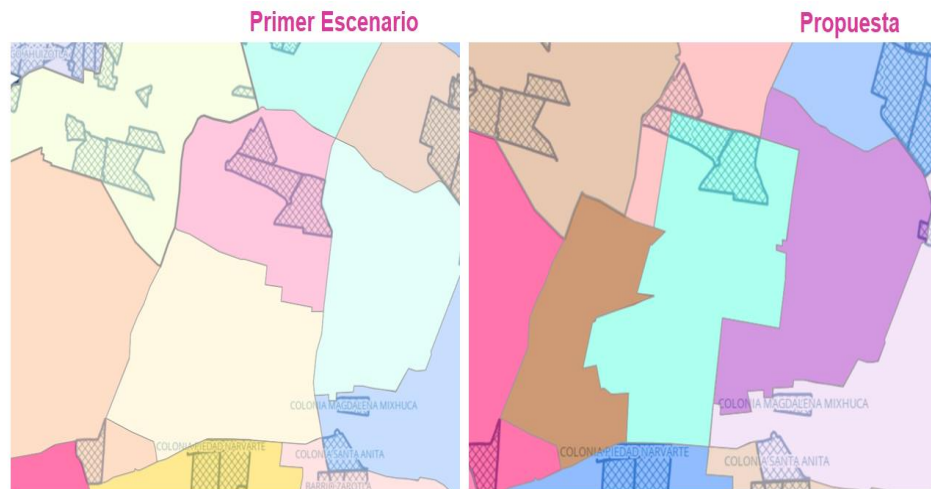 Primer Escenario
Propuesta
COLONIA MAGDALENA MIXHUCA
COLONIA PIEDAD NARVARTE
COLONIA SANTA ANITA
COLONIA MAGDALENA MIXHUCA
COLONIA PIEDAD NARVARTE
COLONIA SANTA ANITA